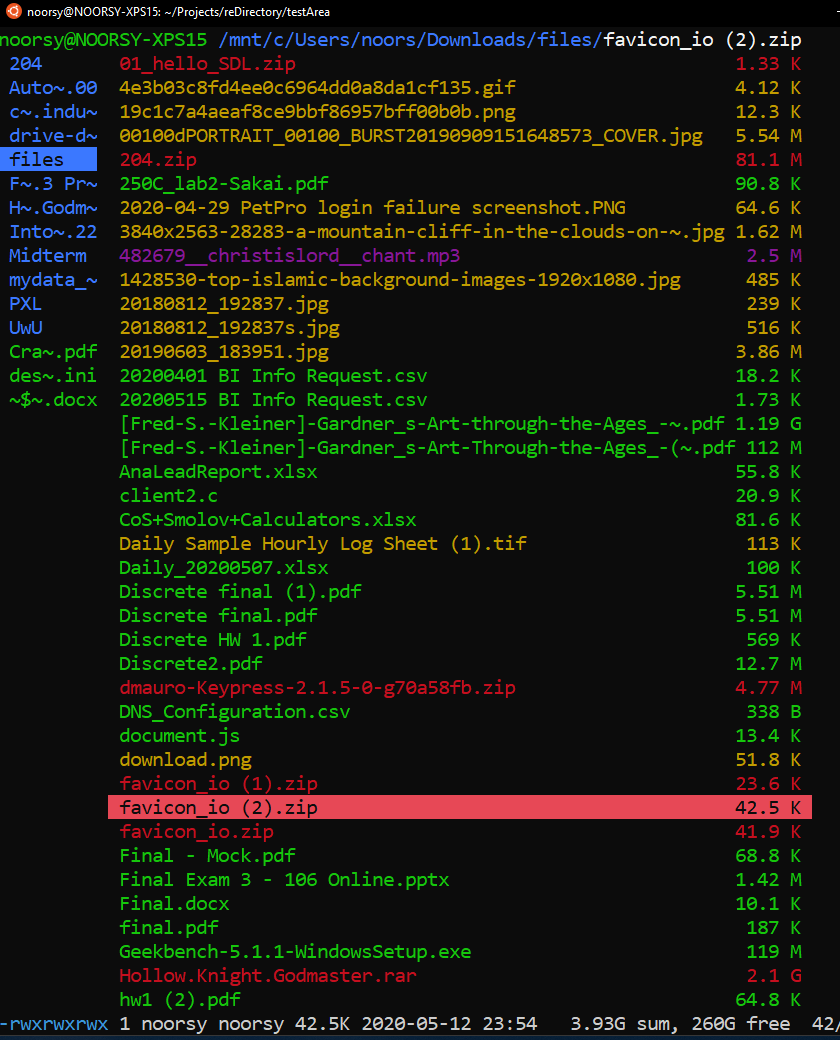 noorsy@NOORSY-XPS15: ~/Projects/reDirectory/testArea
noorsy@NOORSY-XPS15 /mnt/c/Users/noors/Downloads/files/favicon_io (2).zip
204 01_hello_SDL.zip 1.33 K
Auto~.00 4e3b03c8fd4ee0c6964dd0a8da1cf135.gif 4.12 K
c~.indu~ 19c1c7a4aeaf8ce9bbf86957bff00b0b.png 12.3 K
drive-d~ 00100dPORTRAIT_00100_BURST20190909151648573_COVER.jpg 5.54 M
files 204.zip 81.1 M
F~.3 Pr~ 250C_lab2-Sakai.pdf 90.8 K
H~.Godm~ 2020-04-29 PetPro login failure screenshot.PNG 64.6 K
Into~.22 3840x2563-28283-a-mountain-cliff-in-the-clouds-on-~.jpg 1.62 M
Midterm 482679__christislord__chant.mp3 2.5 M
mydata_~ 1428530-top-islamic-background-images-1920x1080.jpg 485 K
PXL 20180812_192837.jpg 239 K
UwU 20180812_192837s.jpg 516 K
Cra~.pdf 20190603_183951.jpg 3.86 M
des~.ini 20200401 BI Info Request.csv 18.2 K
~$~.docx 20200515 BI Info Request.csv 1.73 K
[Fred-S.-Kleiner]-Gardner_s-Art-through-the-Ages_-~.pdf 1.19 G
[Fred-S.-Kleiner]-Gardner_s-Art-Through-the-Ages_-(~.pdf 112 M
AnaLeadReport.xlsx 55.8 K
client2.c 20.9 K
CoS+Smolov+Calculators.xlsx 81.6 K
Daily Sample Hourly Log Sheet (1).tif 113 K
Daily_20200507.xlsx 100 K
Discrete final (1).pdf 5.51 M
Discrete final.pdf 5.51 M
Discrete HW 1.pdf 569 K
Discrete2.pdf 12.7 M
dmauro-Keypress-2.1.5-0-g70a58fb.zip 4.77 M
DNS_Configuration.csv 338 B
document.js 13.4 K
download.png 51.8 K
favicon_io (1).zip 23.6 K
favicon_io (2).zip 42.5 K
favicon_io.zip 41.9 K
Final - Mock.pdf 68.8 K
Final Exam 3 - 106 Online.pptx 1.42 M
Final.docx 10.1 K
final.pdf 187 K
Geekbench-5.1.1-WindowsSetup.exe 119 M
Hollow.Knight.Godmaster.rar 2.1 G
hw1 (2).pdf 64.8 K
-rwxrwxrwx 1 noorsy noorsy 42.5K 2020-05-12 23:54 3.93G sum, 260G free 42/